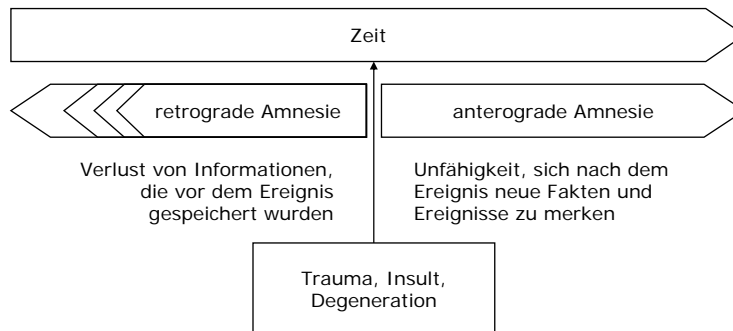 Zeit
retrograde Amnesie
anterograde Amnesie
Verlust von Informationen,
die vor dem Ereignis
gespeichert wurden
Unfähigkeit, sich nach dem
Ereignis neue Fakten und
Ereignisse zu merken
Trauma, Insult,
Degeneration